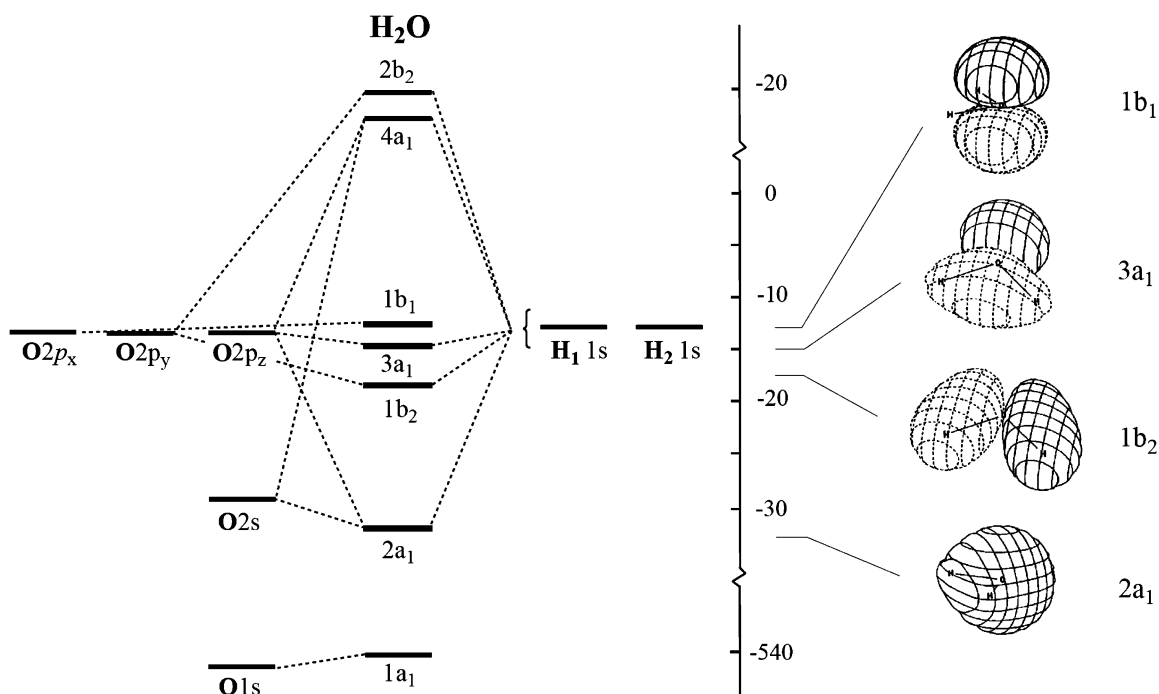 H₂O
2b₂
4a₁
1b₁
O2pₓ
O2p_y
O2p_z
3a₁
1b₂
H₁ 1s
H₂ 1s
O2s
2a₁
O1s
1a₁
-20
0
-10
-20
-30
-540
H
H
H
1b₁
O
H
H
3a₁
H
H
1b₂
H
O
H
2a₁